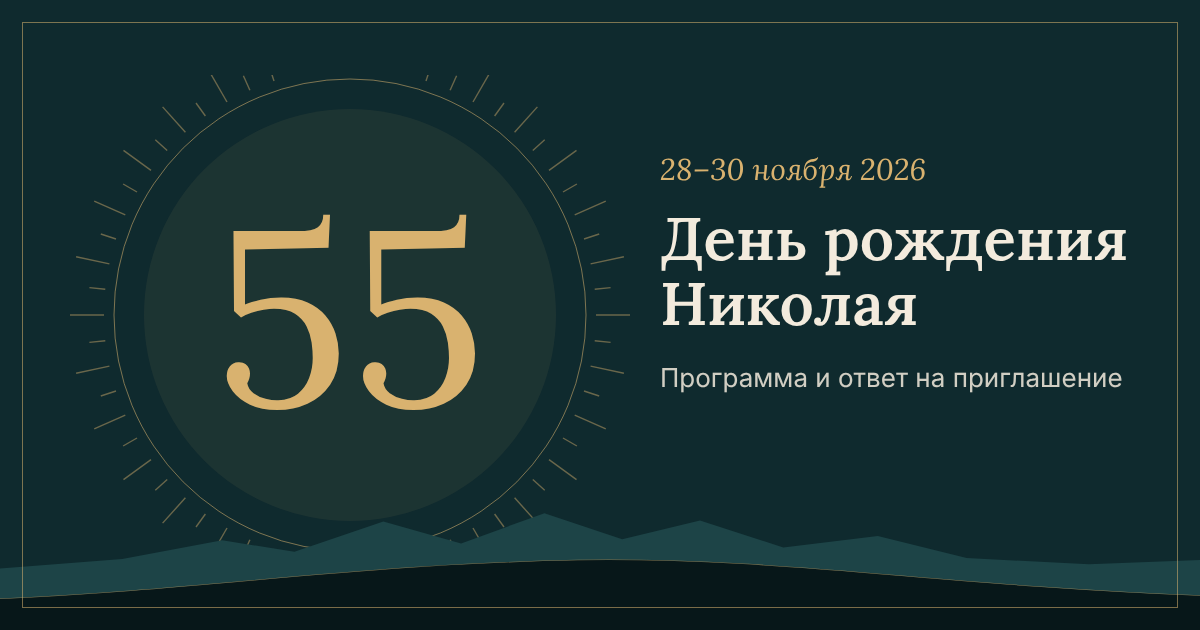 55
28–30 ноября 2026
День рождения
Николая
Программа и ответ на приглашение